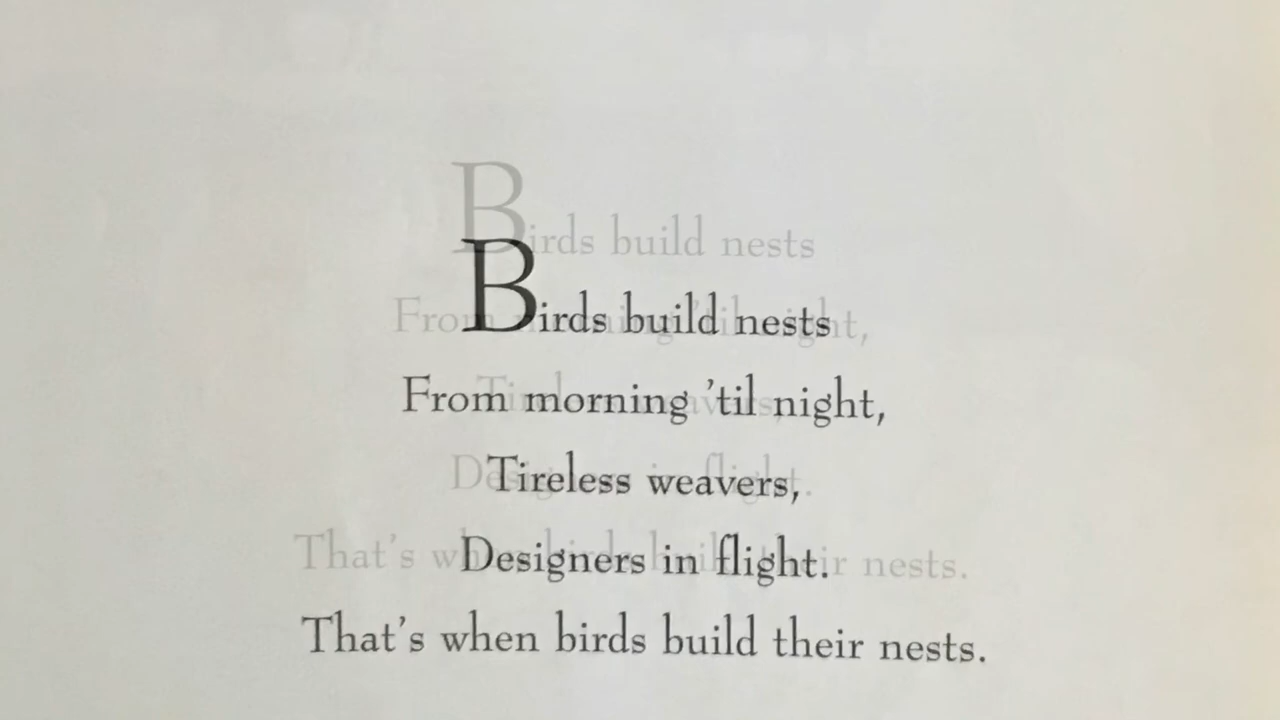 Birds build nests
From morning ’til night,
Tireless weavers,
Designers in flight.
That’s when birds build their nests.